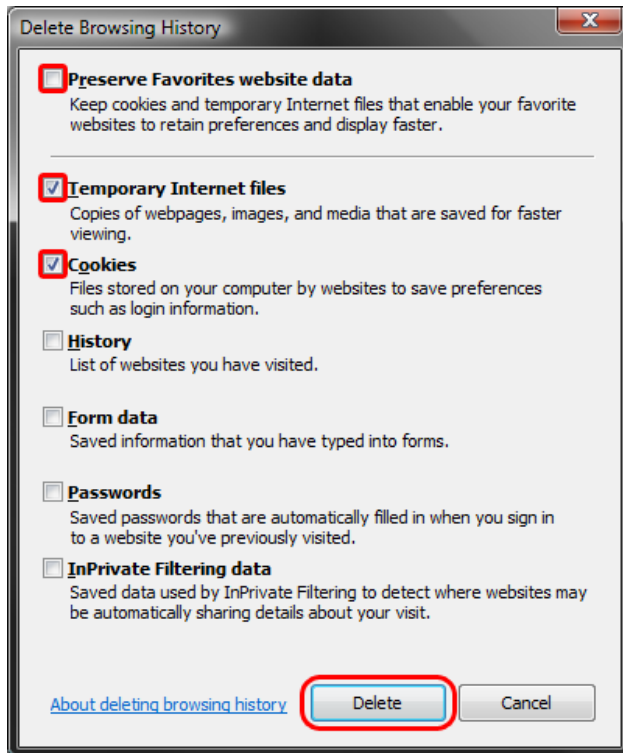 Delete Browsing History
Preserve Favorites website data
Keep cookies and temporary Internet files that enable your favorite
websites to retain preferences and display faster.
Temporary Internet files
Copies of webpages, images, and media that are saved for faster
viewing.
Cookies
Files stored on your computer by websites to save preferences
such as login information.
History
List of websites you have visited.
Form data
Saved information that you have typed into forms.
Passwords
Saved passwords that are automatically filled in when you sign in
to a website you've previously visited.
InPrivate Filtering data
Saved data used by InPrivate Filtering to detect where websites may
be automatically sharing details about your visit.
About deleting browsing history Delete Cancel